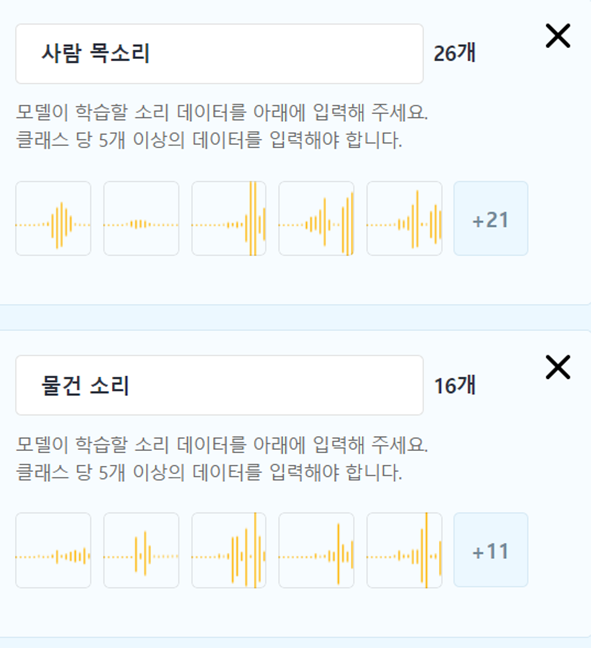 사람 목소리 26개
모델이 학습할 소리 데이터를 아래에 입력해 주세요.
클래스 당 5개 이상의 데이터를 입력해야 합니다.
+21
물건 소리 16개
모델이 학습할 소리 데이터를 아래에 입력해 주세요.
클래스 당 5개 이상의 데이터를 입력해야 합니다.
+11